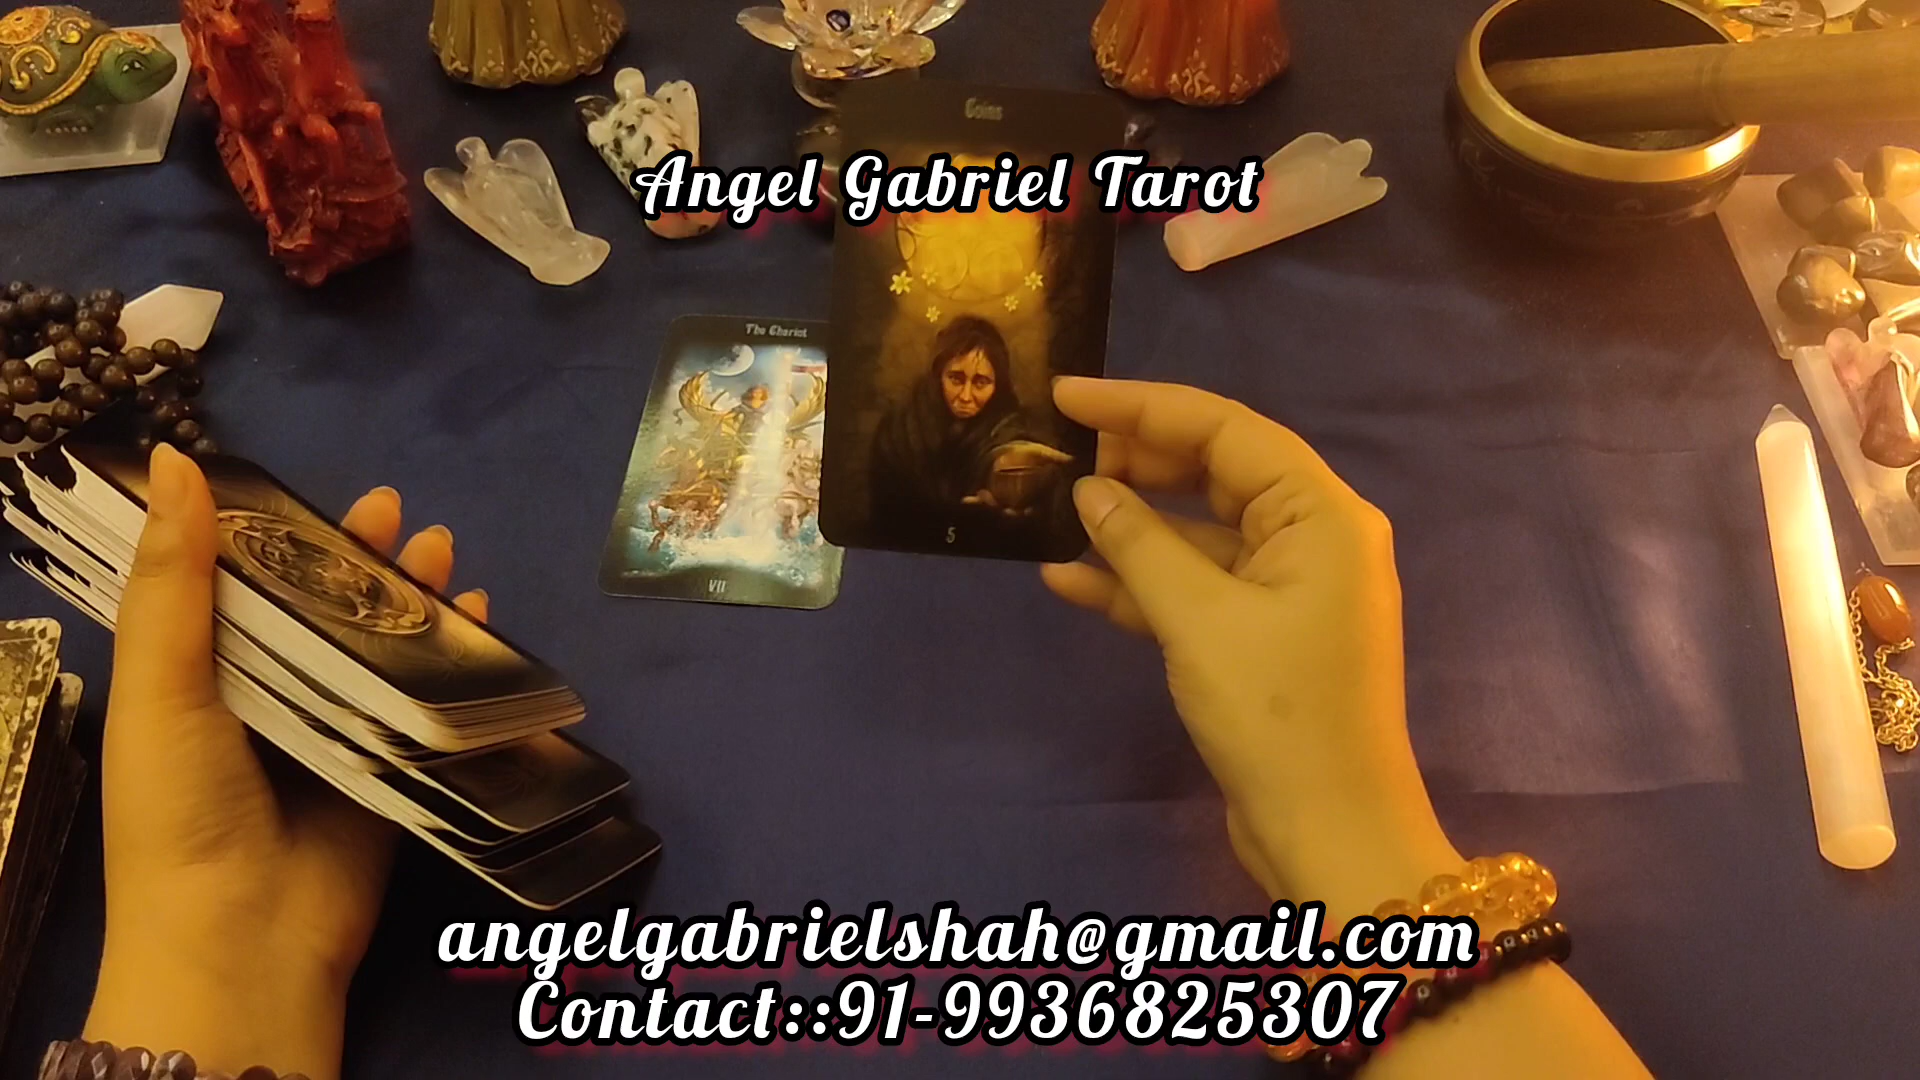 Coins
Angel Gabriel Tarot
The Chariot
5
VII
angelgabrielshah@gmail.com
Contact::91-9936825307